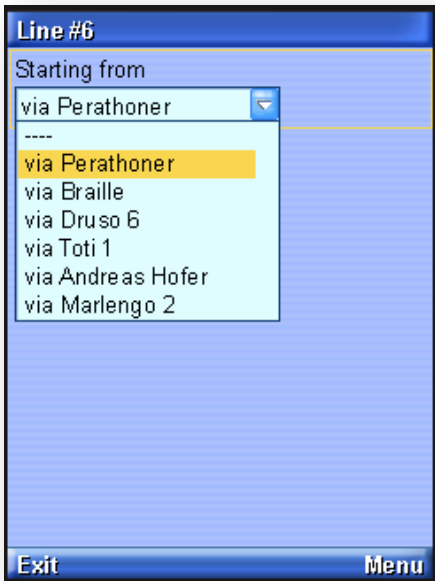 Line #6
Starting from
via Perathoner
----
via Perathoner
via Braille
via Druso 6
via Toti 1
via Andreas Hofer
via Marlengo 2
Exit Menu